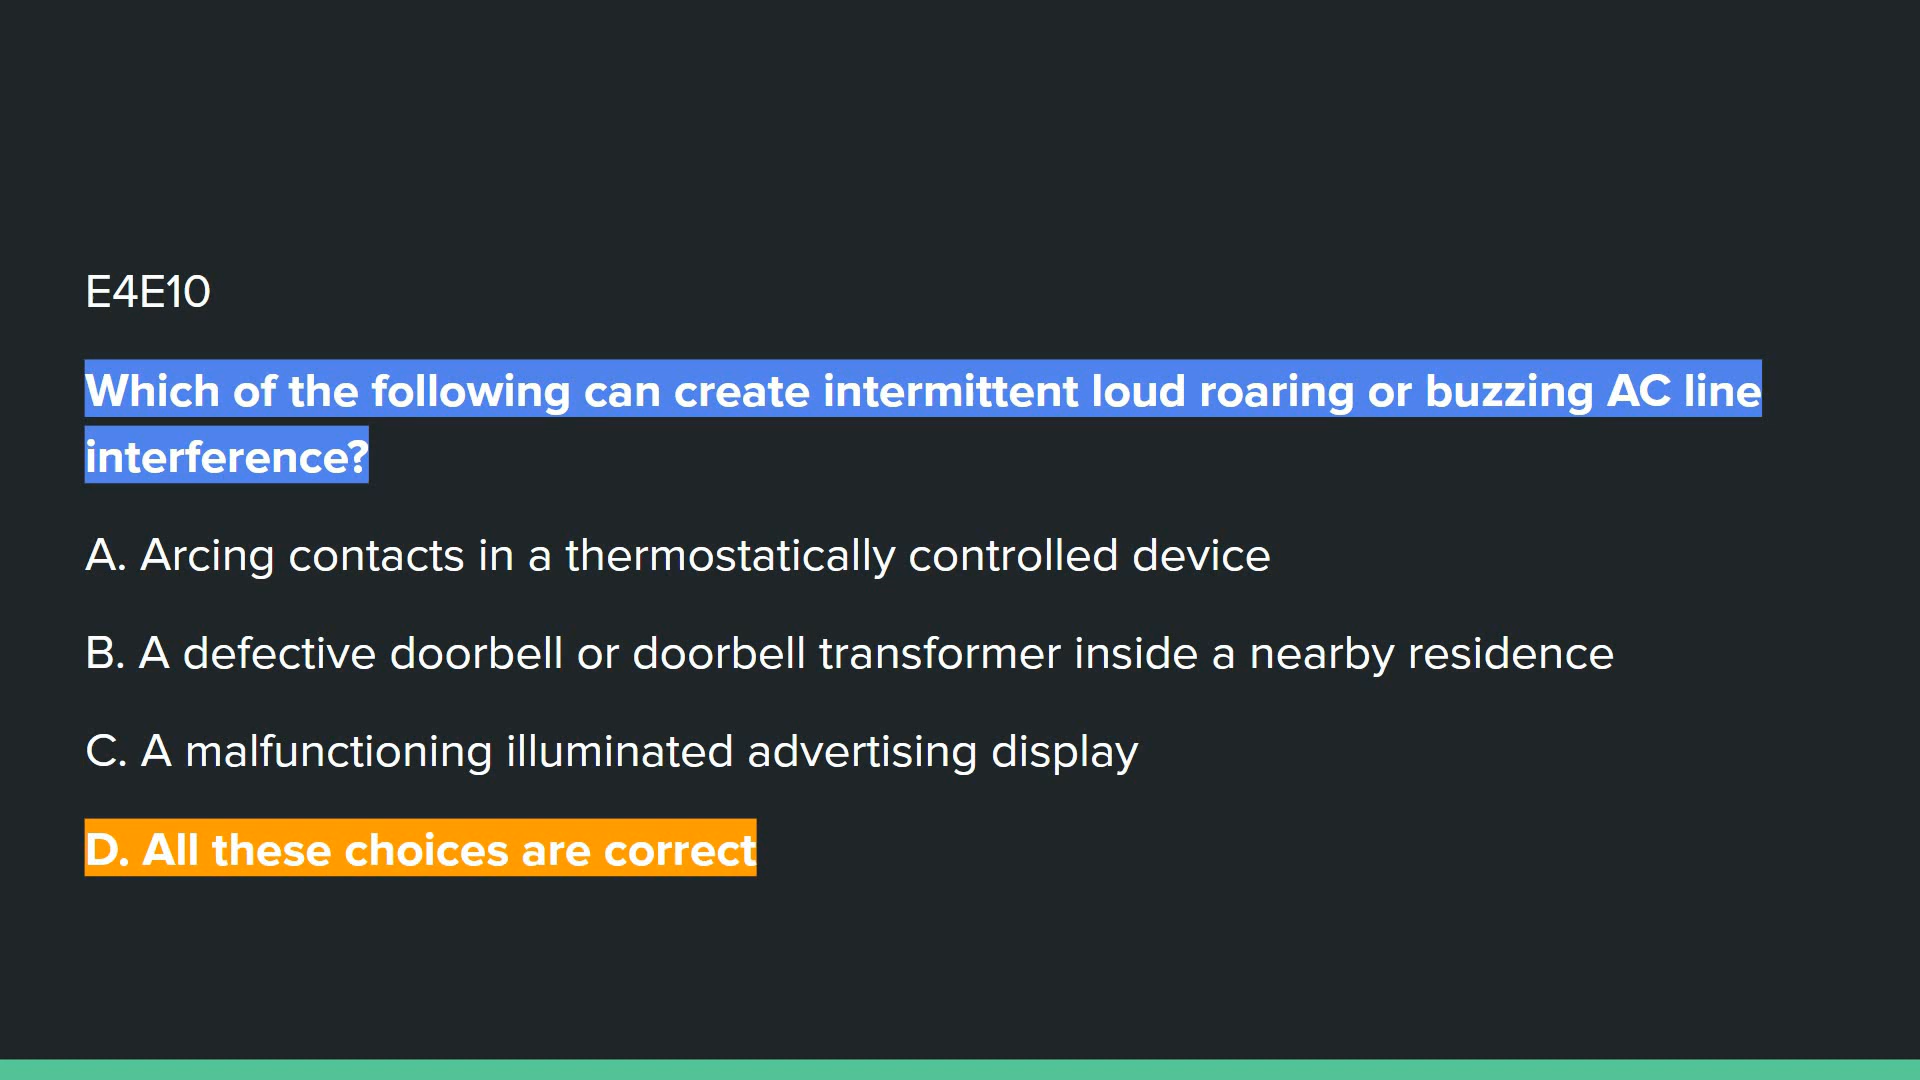 E4E10
Which of the following can create intermittent loud roaring or buzzing AC line
interference?
A. Arcing contacts in a thermostatically controlled device
B. A defective doorbell or doorbell transformer inside a nearby residence
C. A malfunctioning illuminated advertising display
D. All these choices are correct